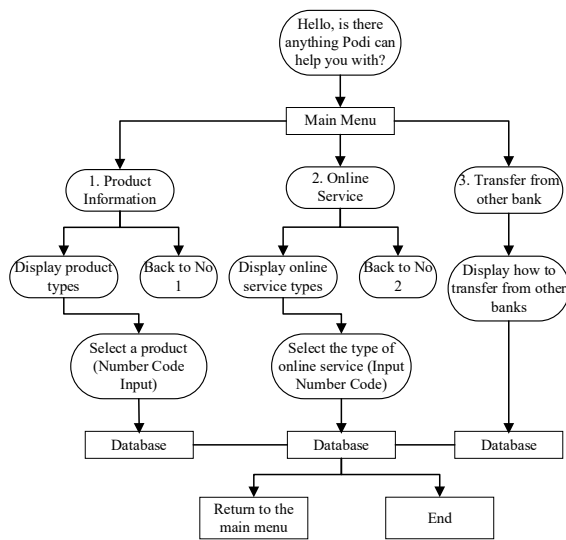 Hello, is there
anything Podi can
help you with?
Main Menu
1. Product
Information
2. Online
Service
3. Transfer from
other bank
Display product
types
Back to No
1
Display online
service types
Back to No
2
Display how to
transfer from other
banks
Select a product
(Number Code
Input)
Select the type of
online service (Input
Number Code)
Database
Database
Database
Return to the
main menu
End